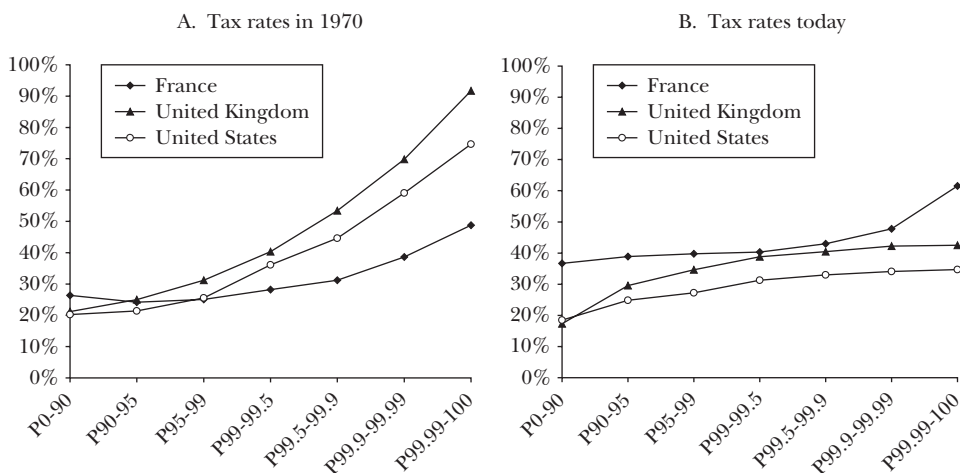 A. Tax rates in 1970
100%
90%
80%
70%
60%
50%
40%
30%
20%
10%
0%
France
United Kingdom
United States
P0-90
P90-95
P95-99
P99-99.5
P99.5-99.9
P99.9-99.99
P99.99-100
B. Tax rates today
100%
90%
80%
70%
60%
50%
40%
30%
20%
10%
0%
France
United Kingdom
United States
P0-90
P90-95
P95-99
P99-99.5
P99.5-99.9
P99.9-99.99
P99.99-100